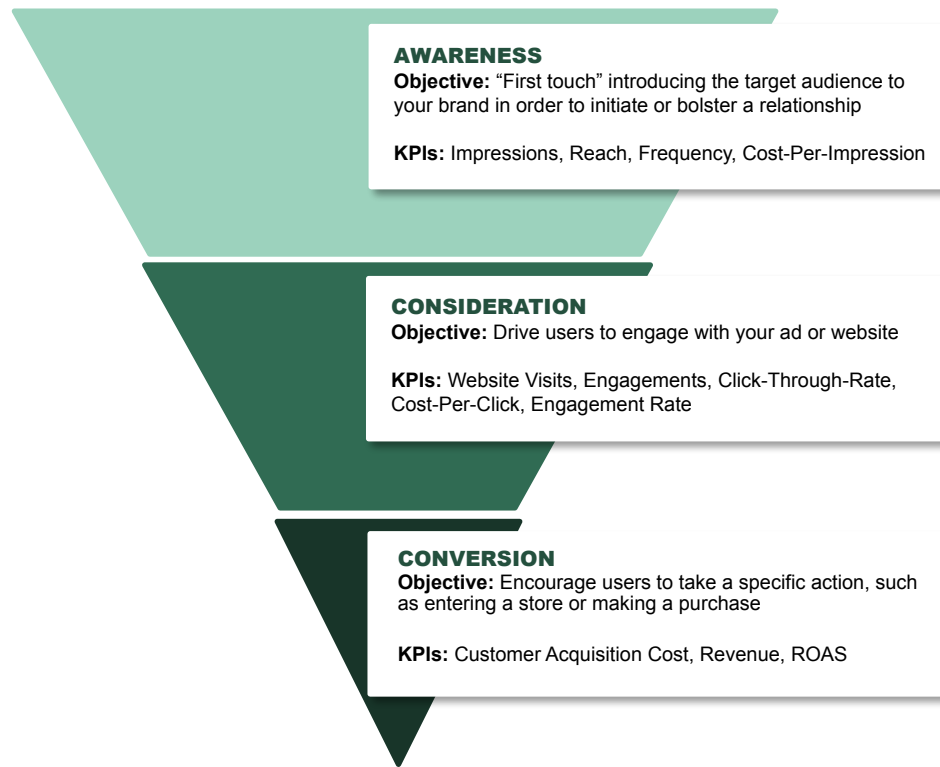 AWARENESS
Objective: “First touch” introducing the target audience to
your brand in order to initiate or bolster a relationship
KPIs: Impressions, Reach, Frequency, Cost-Per-Impression
CONSIDERATION
Objective: Drive users to engage with your ad or website
KPIs: Website Visits, Engagements, Click-Through-Rate,
Cost-Per-Click, Engagement Rate
CONVERSION
Objective: Encourage users to take a specific action, such
as entering a store or making a purchase
KPIs: Customer Acquisition Cost, Revenue, ROAS